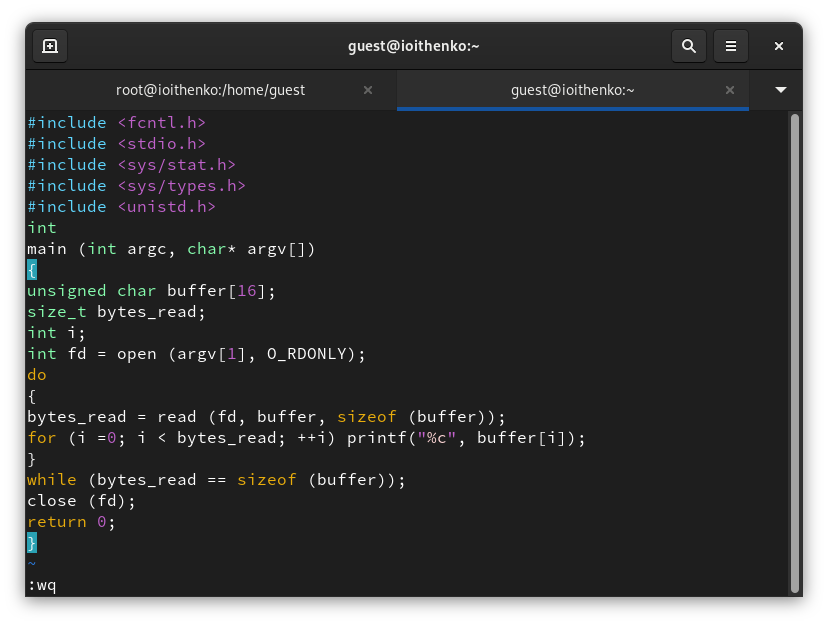 guest@ioithenko:~
root@ioithenko:/home/guest
guest@ioithenko:~
#include <fcntl.h>
#include <stdio.h>
#include <sys/stat.h>
#include <sys/types.h>
#include <unistd.h>
int
main (int argc, char* argv[])
{
unsigned char buffer[16];
size_t bytes_read;
int i;
int fd = open (argv[1], O_RDONLY);
do
{
bytes_read = read (fd, buffer, sizeof (buffer));
for (i =0; i < bytes_read; ++i) printf("%c", buffer[i]);
}
while (bytes_read == sizeof (buffer));
close (fd);
return 0;
}
~
:wq